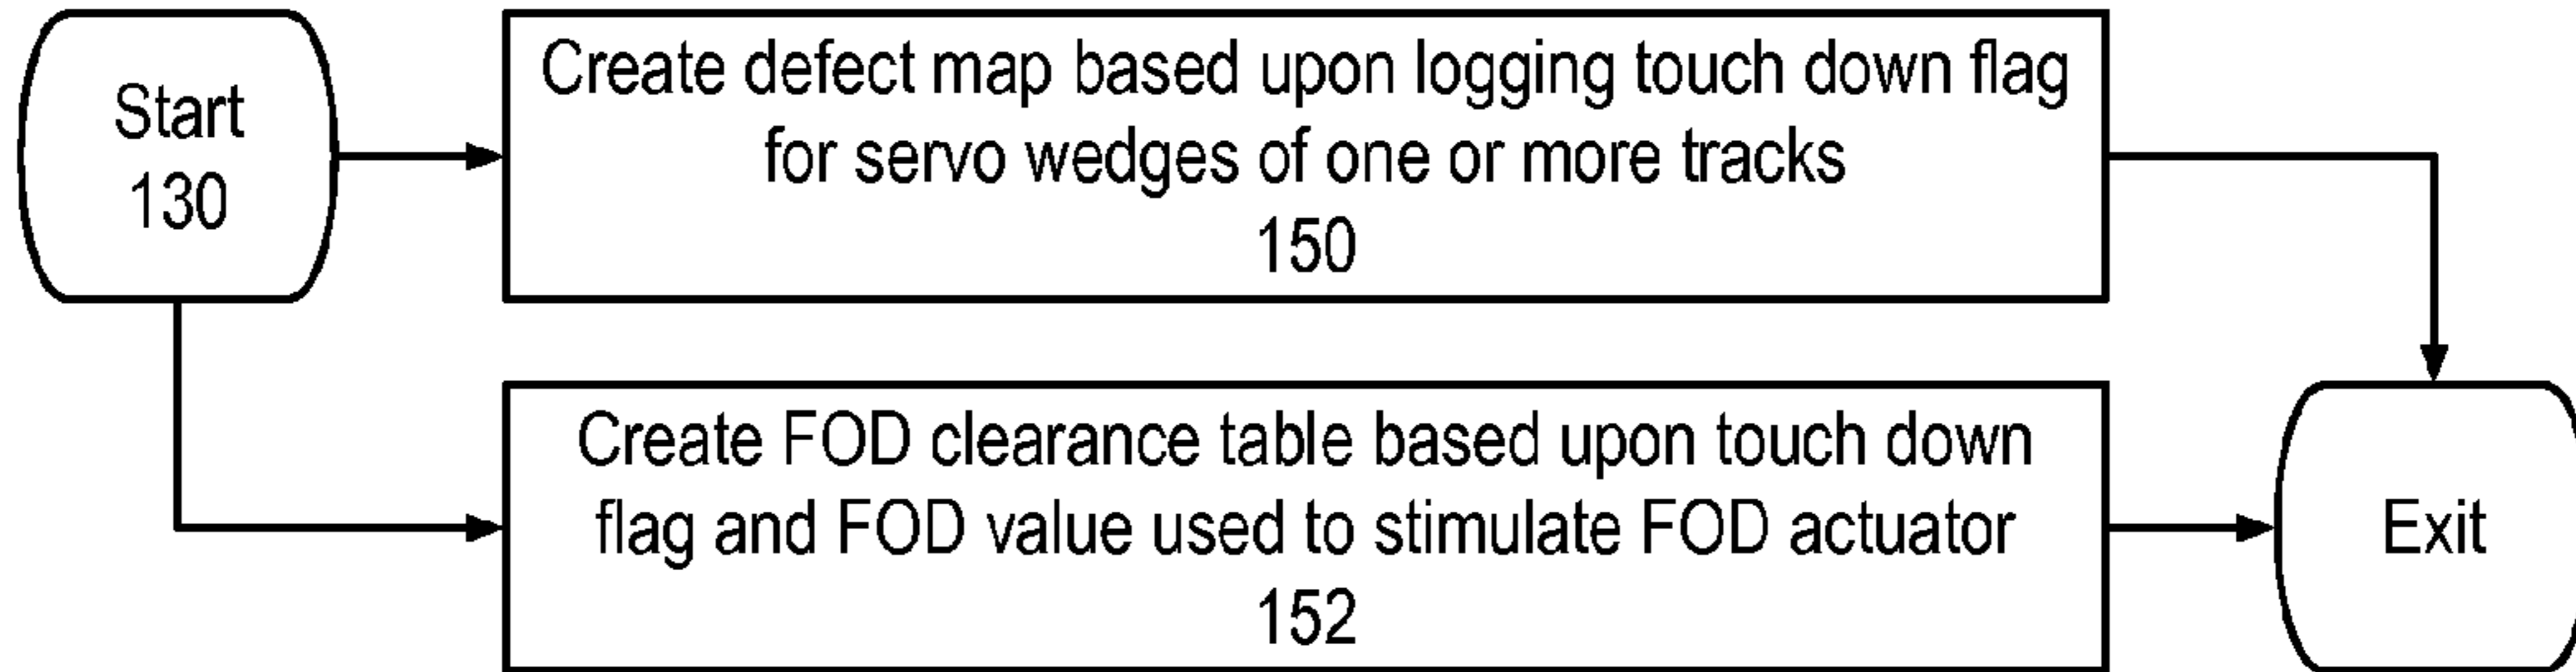 Start
130
Create defect map based upon logging touch down flag
for servo wedges of one or more tracks
150
Create FOD clearance table based upon touch down
flag and FOD value used to stimulate FOD actuator
152
Exit